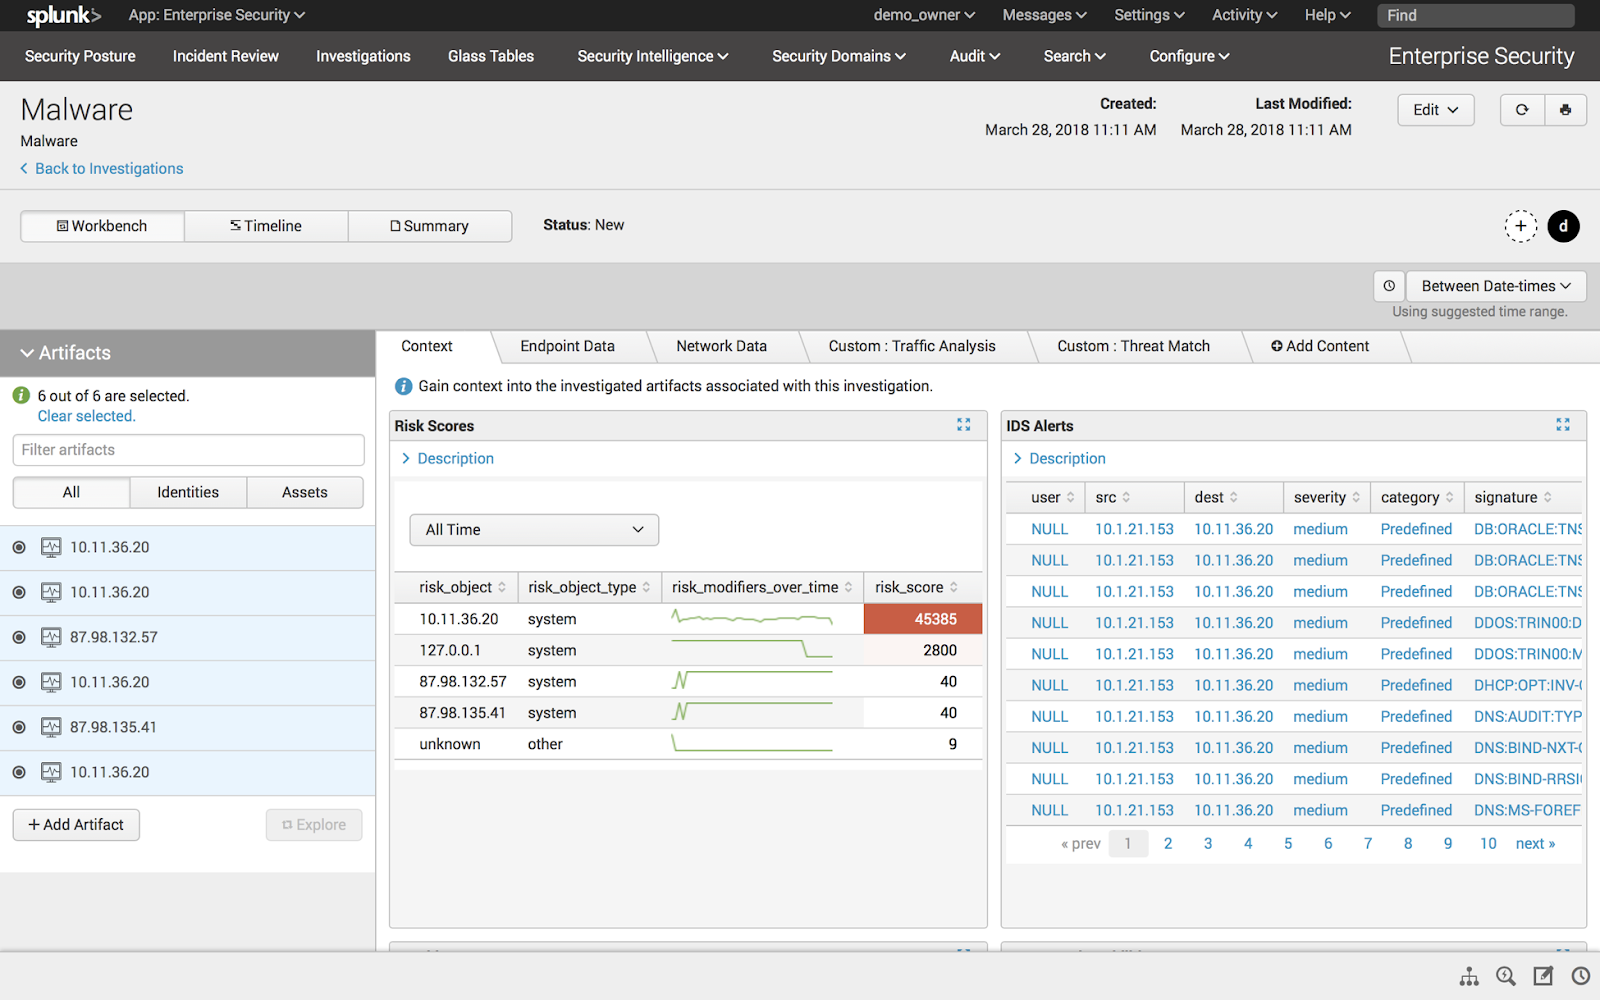 splunk> App: Enterprise Security demo_owner Messages Settings Activity Help Find
Security Posture Incident Review Investigations Glass Tables Security Intelligence Security Domains Audit Search Configure Enterprise Security
Malware
Malware
Back to Investigations
Created:
March 28, 2018 11:11 AM
Last Modified:
March 28, 2018 11:11 AM
Edit
Workbench Timeline Summary Status: New
+ d
Between Date-times
Using suggested time range.
Artifacts
6 out of 6 are selected.
Clear selected.
Filter artifacts
All Identities Assets
10.11.36.20
10.11.36.20
87.98.132.57
10.11.36.20
87.98.135.41
10.11.36.20
+ Add Artifact Explore
Context Endpoint Data Network Data Custom : Traffic Analysis Custom : Threat Match Add Content
Gain context into the investigated artifacts associated with this investigation.
Risk Scores
Description
All Time
risk_object risk_object_type risk_modifiers_over_time risk_score
10.11.36.20 system 45385
127.0.0.1 system 2800
87.98.132.57 system 40
87.98.135.41 system 40
unknown other 9
IDS Alerts
Description
user src dest severity category signature
NULL 10.1.21.153 10.11.36.20 medium Predefined DB:ORACLE:TNS
NULL 10.1.21.153 10.11.36.20 medium Predefined DB:ORACLE:TNS
NULL 10.1.21.153 10.11.36.20 medium Predefined DB:ORACLE:TNS
NULL 10.1.21.153 10.11.36.20 medium Predefined DDOS:TRIN00:D
NULL 10.1.21.153 10.11.36.20 medium Predefined DDOS:TRIN00:M
NULL 10.1.21.153 10.11.36.20 medium Predefined DHCP:OPT:INV-
NULL 10.1.21.153 10.11.36.20 medium Predefined DNS:AUDIT:TYP
NULL 10.1.21.153 10.11.36.20 medium Predefined DNS:BIND-NXT-
NULL 10.1.21.153 10.11.36.20 medium Predefined DNS:BIND-RRSI
NULL 10.1.21.153 10.11.36.20 medium Predefined DNS:MS-FOREF
« prev 1 2 3 4 5 6 7 8 9 10 next »